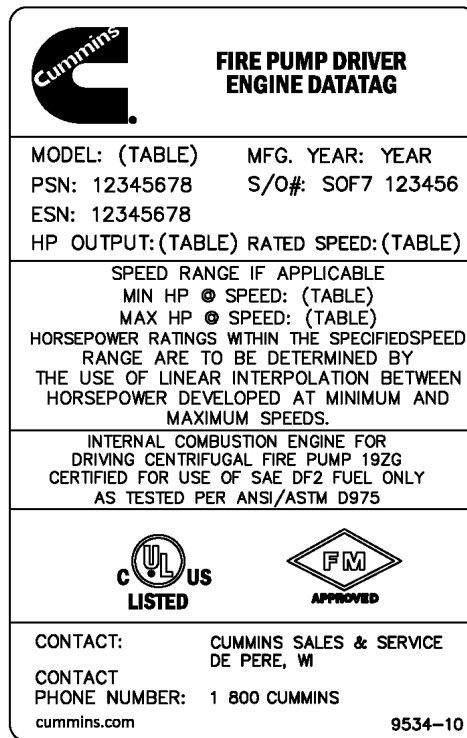 Cummins
FIRE PUMP DRIVER
ENGINE DATATAG
MODEL: (TABLE) MFG. YEAR: YEAR
PSN: 12345678 S/O#: SOF7 123456
ESN: 12345678
HP OUTPUT: (TABLE) RATED SPEED: (TABLE)
SPEED RANGE IF APPLICABLE
MIN HP @ SPEED: (TABLE)
MAX HP @ SPEED: (TABLE)
HORSEPOWER RATINGS WITHIN THE SPECIFIEDSPEED
RANGE ARE TO BE DETERMINED BY
THE USE OF LINEAR INTERPOLATION BETWEEN
HORSEPOWER DEVELOPED AT MINIMUM AND
MAXIMUM SPEEDS.
INTERNAL COMBUSTION ENGINE FOR
DRIVING CENTRIFUGAL FIRE PUMP 19ZG
CERTIFIED FOR USE OF SAE DF2 FUEL ONLY
AS TESTED PER ANSI/ASTM D975
C UL US
LISTED
FM
APPROVED
CONTACT: CUMMINS SALES & SERVICE
DE PERE, WI
CONTACT
PHONE NUMBER: 1 800 CUMMINS
cummins.com 9534-10